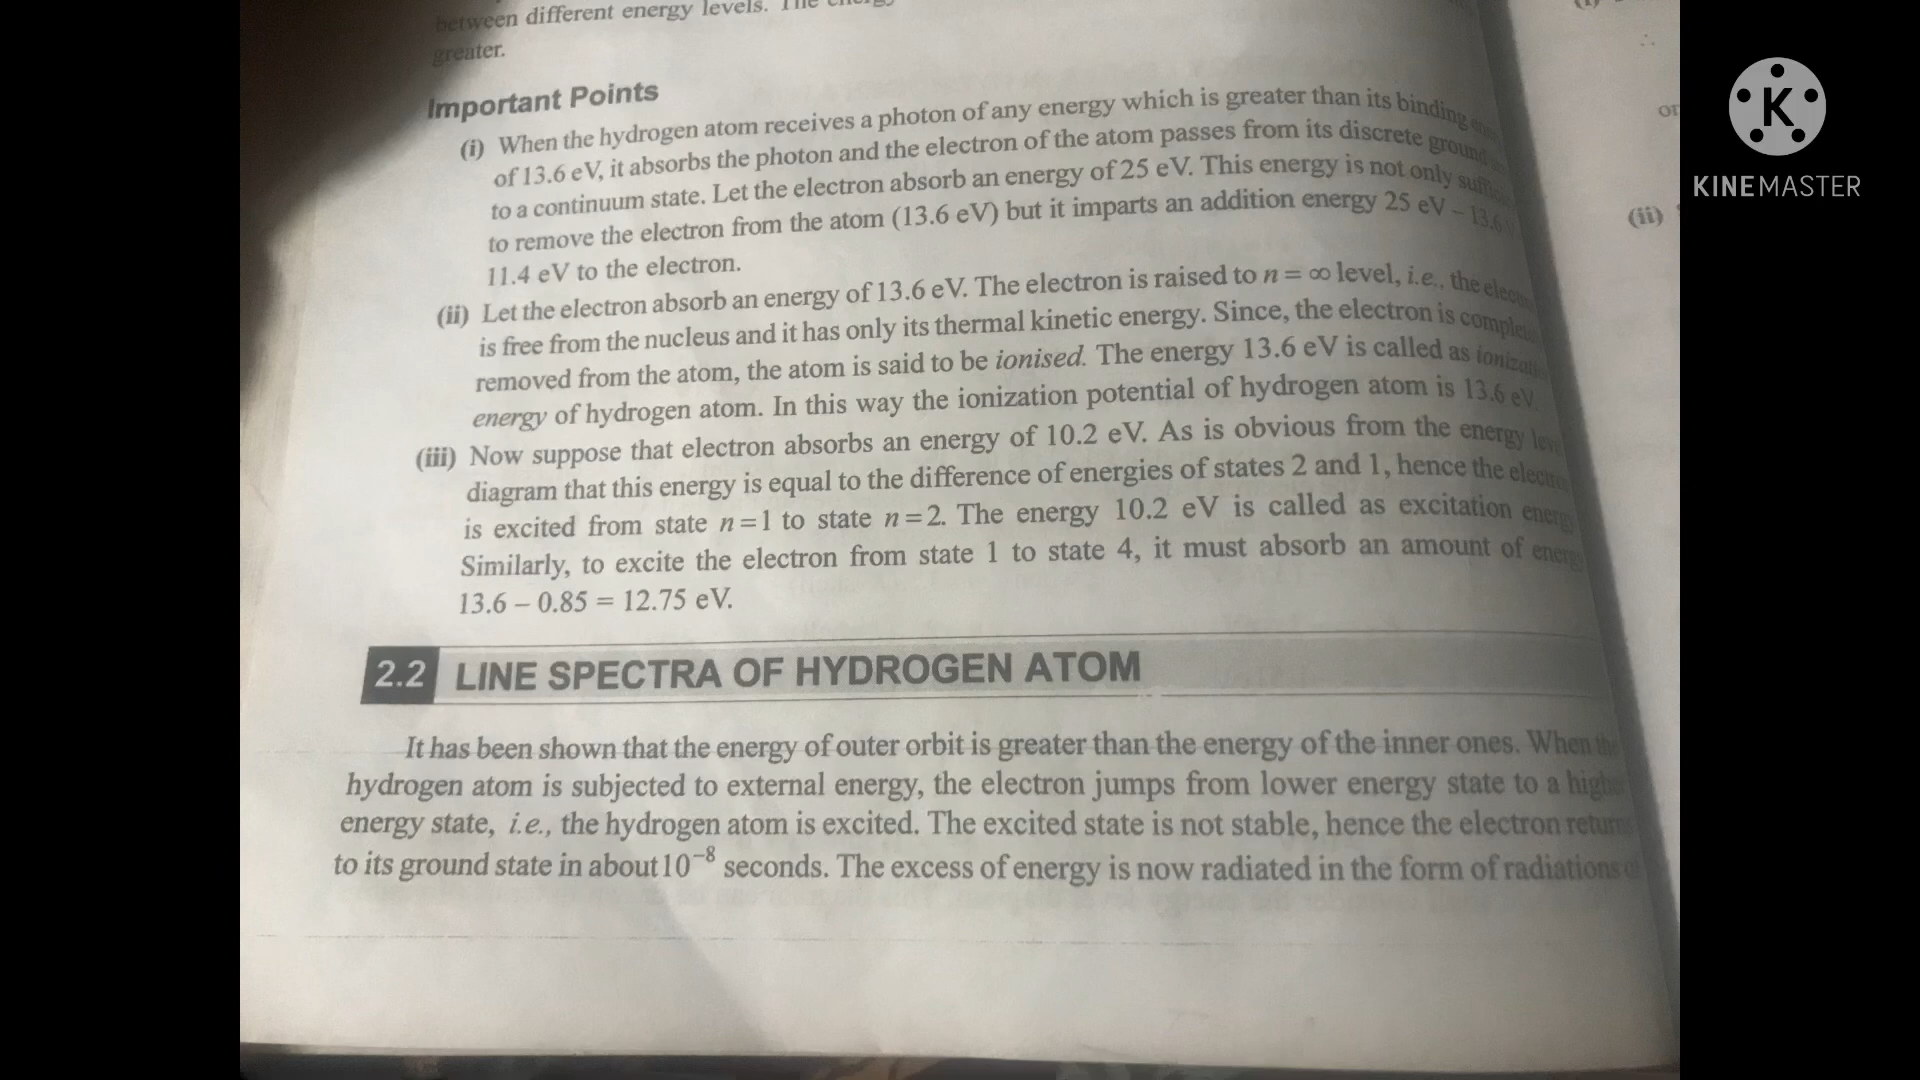 between different energy levels. The
greater.
Important Points
(i) When the hydrogen atom receives a photon of any energy which is greater than its binding
of 13.6 eV, it absorbs the photon and the electron of the atom passes from its discrete ground
to a continuum state. Let the electron absorb an energy of 25 eV. This energy is not only
to remove the electron from the atom (13.6 eV) but it imparts an addition energy 25 eV – 13.6
11.4 eV to the electron.
(ii) Let the electron absorb an energy of 13.6 eV. The electron is raised to n = ∞ level, i.e., the
is free from the nucleus and it has only its thermal kinetic energy. Since, the electron is
removed from the atom, the atom is said to be ionised. The energy 13.6 eV is called as
energy of hydrogen atom. In this way the ionization potential of hydrogen atom is 13.6 eV.
(iii) Now suppose that electron absorbs an energy of 10.2 eV. As is obvious from the energy
diagram that this energy is equal to the difference of energies of states 2 and 1, hence the
is excited from state n=1 to state n=2. The energy 10.2 eV is called as excitation
Similarly, to excite the electron from state 1 to state 4, it must absorb an amount of
13.6 – 0.85 = 12.75 eV.
2.2 LINE SPECTRA OF HYDROGEN ATOM
It has been shown that the energy of outer orbit is greater than the energy of the inner ones. When the
hydrogen atom is subjected to external energy, the electron jumps from lower energy state to a
energy state, i.e., the hydrogen atom is excited. The excited state is not stable, hence the electron returns
to its ground state in about 10⁻⁸ seconds. The excess of energy is now radiated in the form of radiations
or
(ii)
K
KINEMASTER